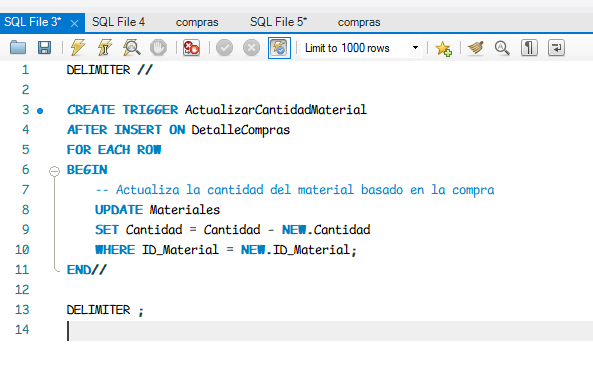 SQL File 3* × SQL File 4 compras SQL File 5* compras
Limit to 1000 rows
1 DELIMITER //
2
3 CREATE TRIGGER ActualizarCantidadMaterial
4 AFTER INSERT ON DetalleCompras
5 FOR EACH ROW
6 BEGIN
7 -- Actualiza la cantidad del material basado en la compra
8 UPDATE Materiales
9 SET Cantidad = Cantidad - NEW.Cantidad
10 WHERE ID_Material = NEW.ID_Material;
11 END//
12
13 DELIMITER ;
14